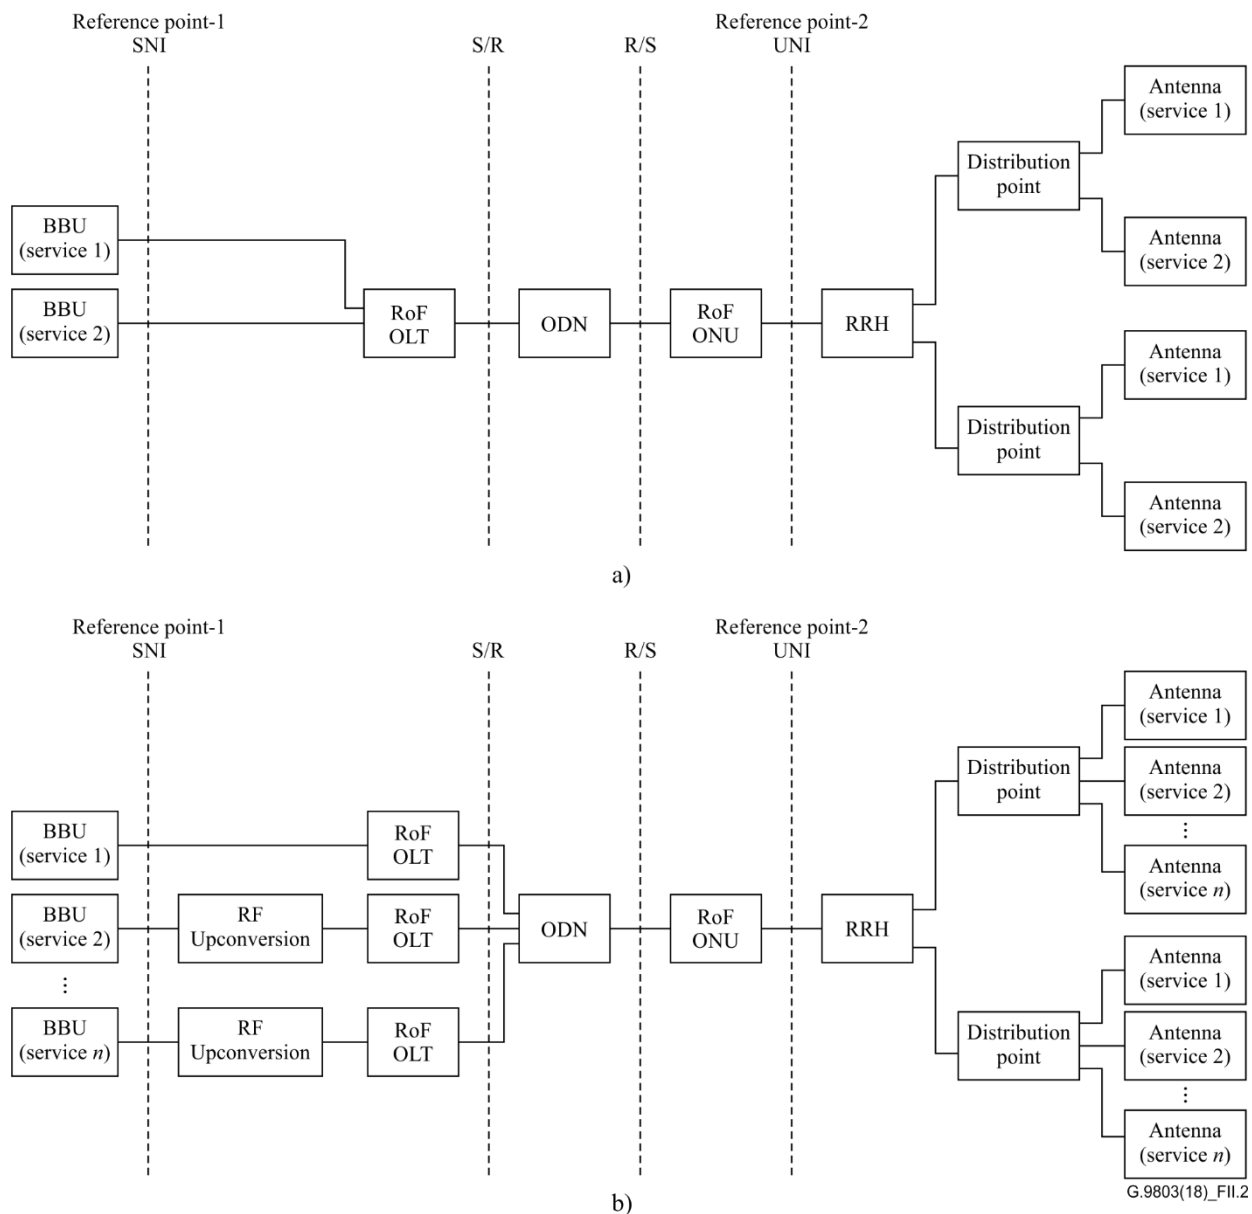 Reference point-1
SNI
S/R
R/S
Reference point-2
UNI
BBU
(service 1)
BBU
(service 2)
RoF
OLT
ODN
RoF
ONU
RRH
Distribution
point
Distribution
point
Antenna
(service 1)
Antenna
(service 2)
Antenna
(service 1)
Antenna
(service 2)
a)
Reference point-1
SNI
S/R
R/S
Reference point-2
UNI
BBU
(service 1)
BBU
(service 2)
⋮
BBU
(service n)
RF
Upconversion
RF
Upconversion
RoF
OLT
RoF
OLT
RoF
OLT
ODN
RoF
ONU
RRH
Distribution
point
Distribution
point
Antenna
(service 1)
Antenna
(service 2)
⋮
Antenna
(service n)
Antenna
(service 1)
Antenna
(service 2)
⋮
Antenna
(service n)
G.9803(18)_FII.2
b)